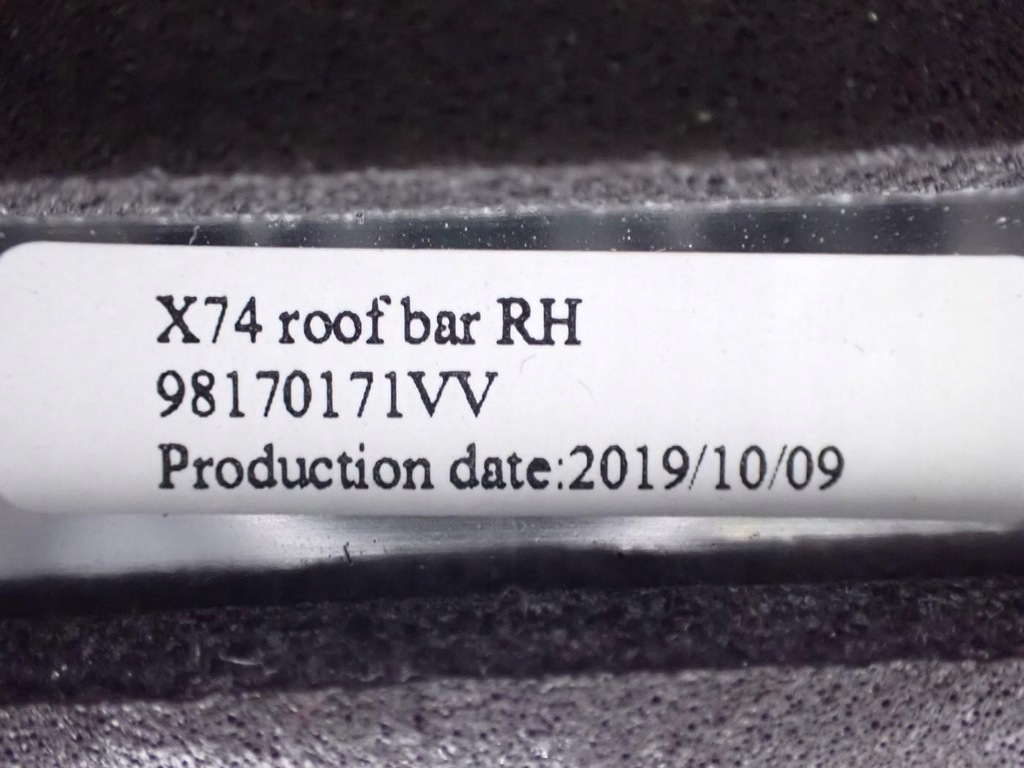 X74 roof bar RH
98170171VV
Production date:2019/10/09